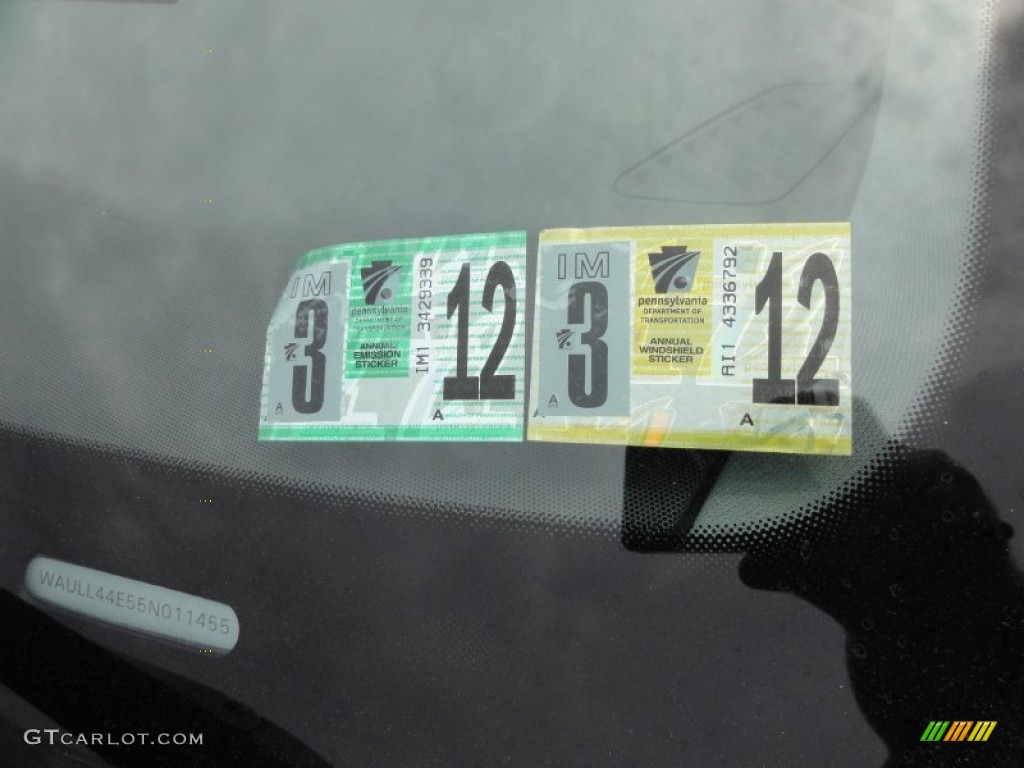 IM
3
A
pennsylvania
DEPARTMENT OF
TRANSPORTATION
ANNUAL
EMISSION
STICKER
IM1 3429339
12
A
IM
3
A
pennsylvania
DEPARTMENT OF
TRANSPORTATION
ANNUAL
WINDSHIELD
STICKER
AI1 4336792
12
A
WAULL44E55N011455
GTCARLOT.COM